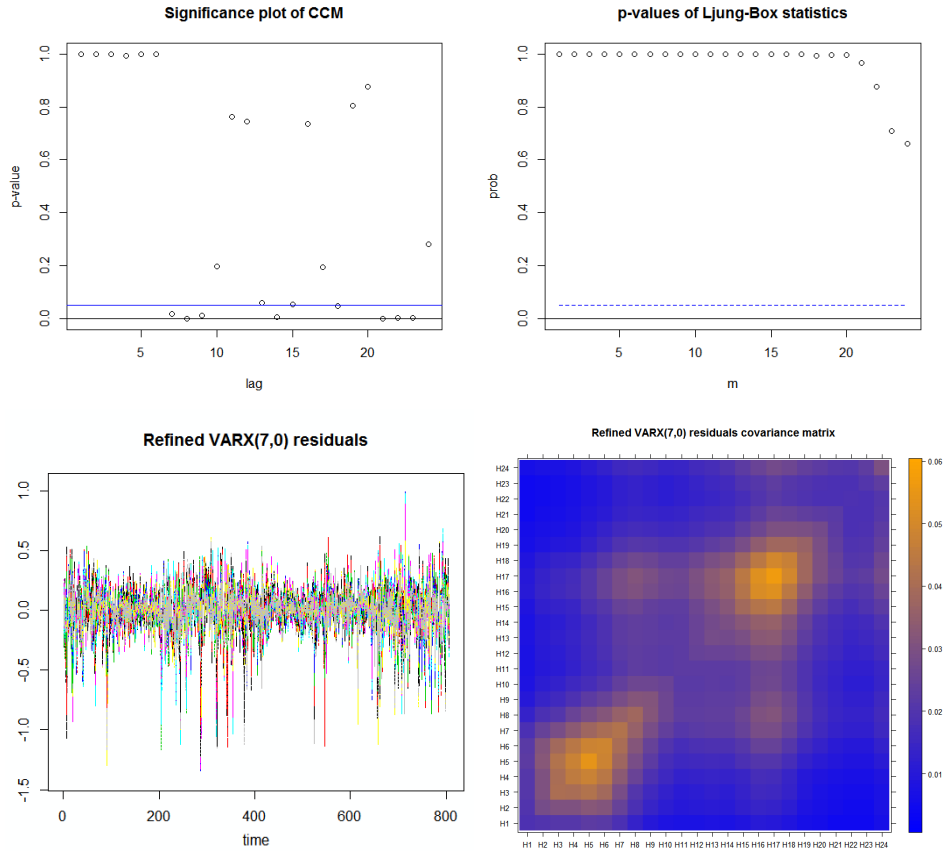 Significance plot of CCM
p-value
0.0 0.2 0.4 0.6 0.8 1.0
5 10 15 20
lag
p-values of Ljung-Box statistics
prob
0.0 0.2 0.4 0.6 0.8 1.0
5 10 15 20
m
Refined VARX(7,0) residuals
-1.5 -1.0 -0.5 0.0 0.5 1.0
0 200 400 600 800
time
Refined VARX(7,0) residuals covariance matrix
H24
H23
H22
H21
H20
H19
H18
H17
H16
H15
H14
H13
H12
H11
H10
H9
H8
H7
H6
H5
H4
H3
H2
H1
H1 H2 H3 H4 H5 H6 H7 H8 H9 H10 H11 H12 H13 H14 H15 H16 H17 H18 H19 H20 H21 H22 H23 H24
0.06
0.05
0.04
0.03
0.02
0.01